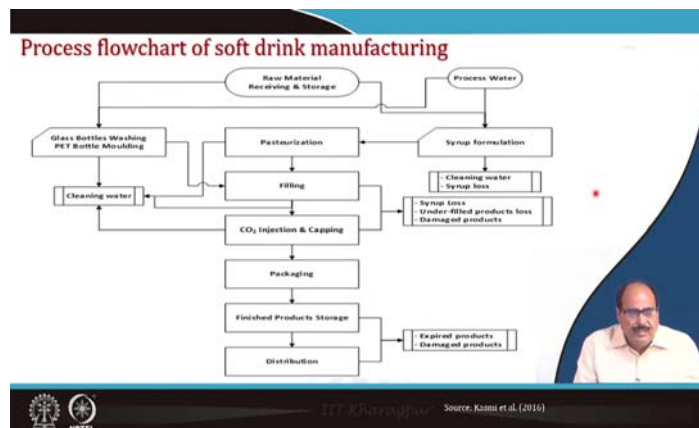 Process flowchart of soft drink manufacturing
Raw Material
Receiving & Storage
Process Water
Glass Bottles Washing
PET Bottle Moulding
Pasteurization
Syrup formulation
Cleaning water
Filling
- Cleaning water
- Syrup loss
- Syrup Loss
- Under-filled products loss
- Damaged products
CO₂ Injection & Capping
Packaging
Finished Products Storage
- Expired products
- Damaged products
Distribution
IIT Kharagpur
Source: Kasmi et al. (2016)
NPTEL